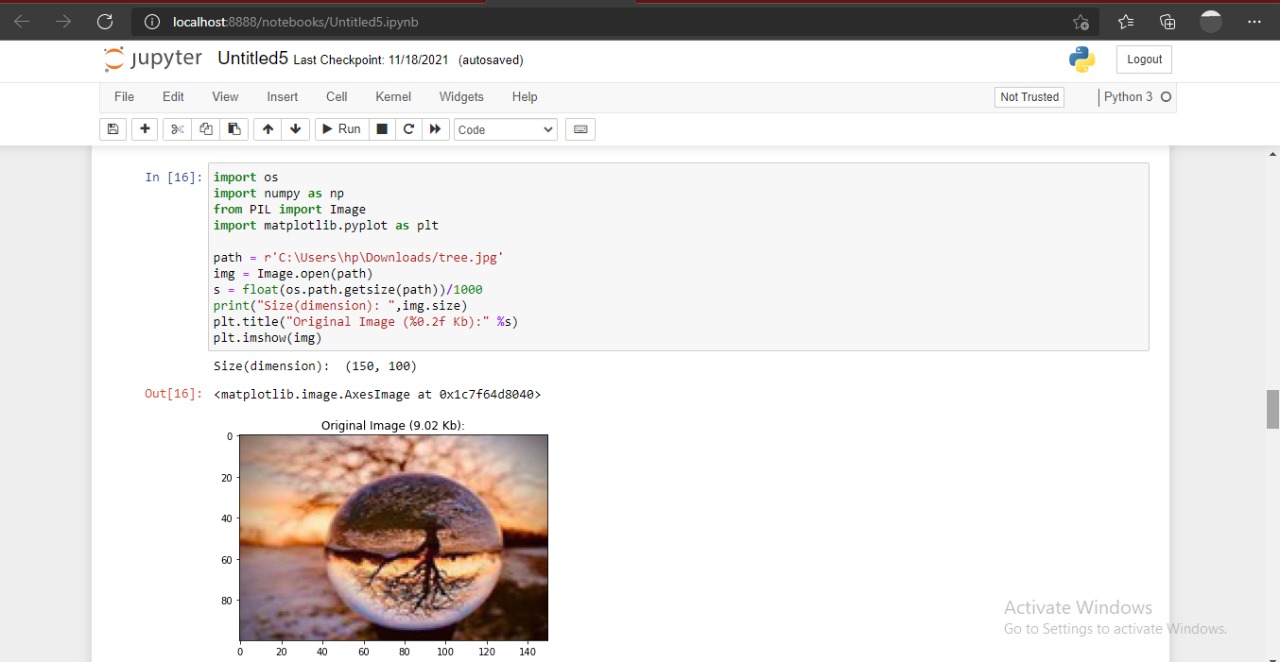 localhost:8888/notebooks/Untitled5.ipynb
jupyter Untitled5 Last Checkpoint: 11/18/2021 (autosaved)
Logout
File Edit View Insert Cell Kernel Widgets Help
Not Trusted
Python 3
Run
Code
In [16]:
import os
import numpy as np
from PIL import Image
import matplotlib.pyplot as plt
path = r'C:\Users\hp\Downloads/tree.jpg'
img = Image.open(path)
s = float(os.path.getsize(path))/1000
print("Size(dimension): ",img.size)
plt.title("Original Image (%0.2f Kb):" %s)
plt.imshow(img)
Size(dimension):  (150, 100)
Out[16]: <matplotlib.image.AxesImage at 0x1c7f64d8040>
Original Image (9.02 Kb):
0
20
40
60
80
0 20 40 60 80 100 120 140
Activate Windows
Go to Settings to activate Windows.